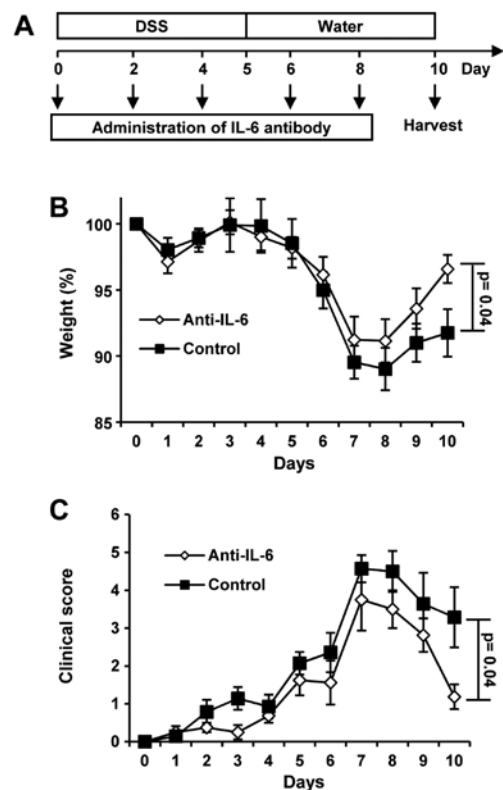 A
DSS Water
0 2 4 5 6 8 10 Day
Administration of IL-6 antibody Harvest
B
Weight (%)
100
95
90
85
Anti-IL-6
Control
p= 0.04
0 1 2 3 4 5 6 7 8 9 10
Days
C
Clinical score
6
5
4
3
2
1
0
Anti-IL-6
Control
p= 0.04
0 1 2 3 4 5 6 7 8 9 10
Days